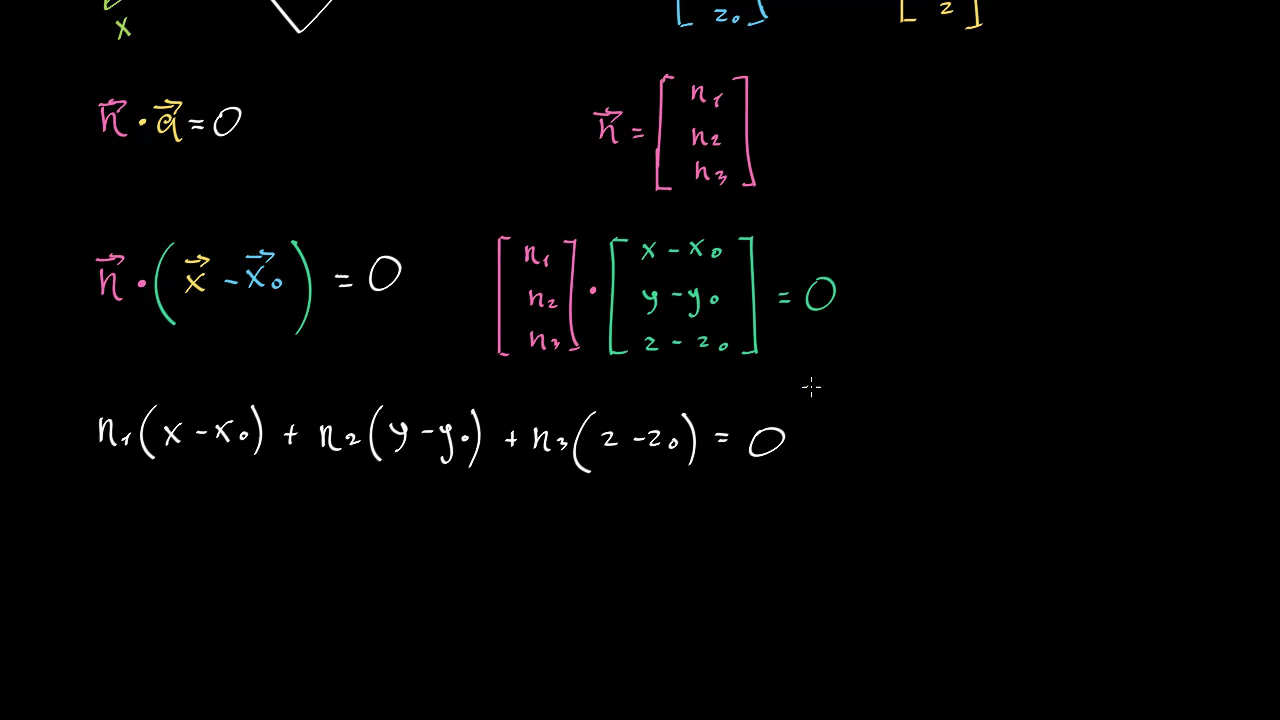 x
z₀
z
n⃗ · a⃗ = 0
n⃗ = [ n₁ n₂ n₃ ]
n⃗ · ( x⃗ - x⃗₀ ) = 0
[ n₁ n₂ n₃ ] · [ x - x₀ y - y₀ z - z₀ ] = 0
n₁(x - x₀) + n₂(y - y₀) + n₃(z - z₀) = 0